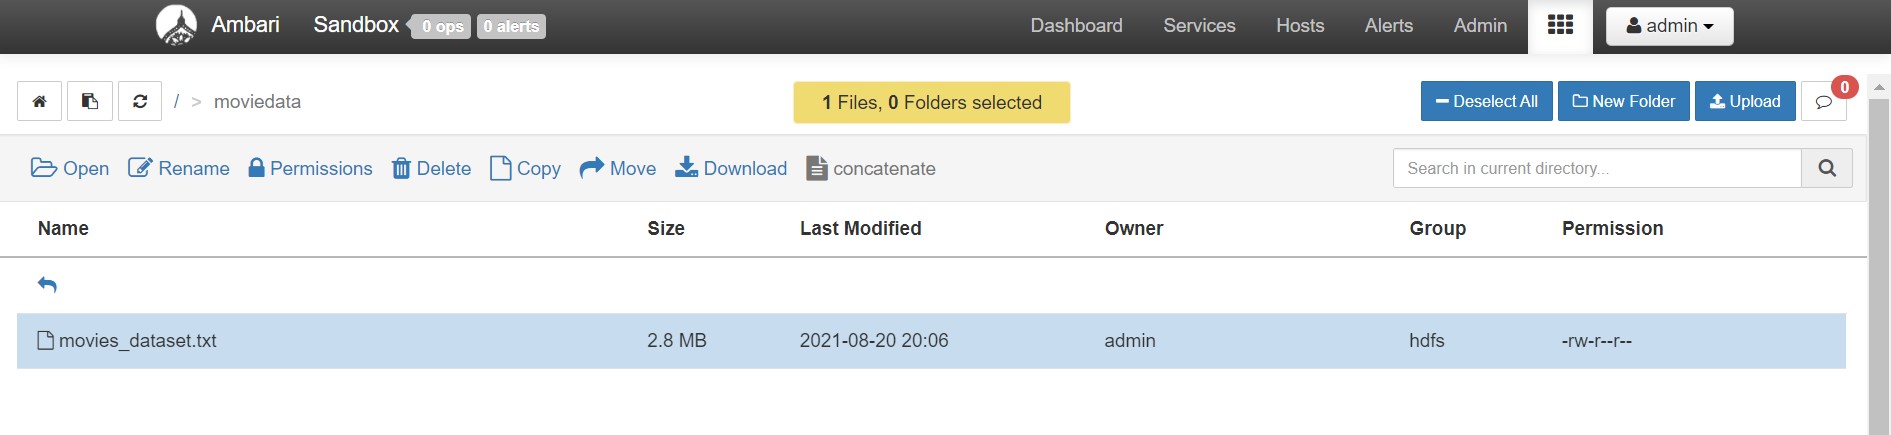 Ambari Sandbox 0 ops 0 alerts Dashboard Services Hosts Alerts Admin admin
/ > moviedata 1 Files, 0 Folders selected Deselect All New Folder Upload 0
Open Rename Permissions Delete Copy Move Download concatenate Search in current directory...
Name Size Last Modified Owner Group Permission
movies_dataset.txt 2.8 MB 2021-08-20 20:06 admin hdfs -rw-r--r--